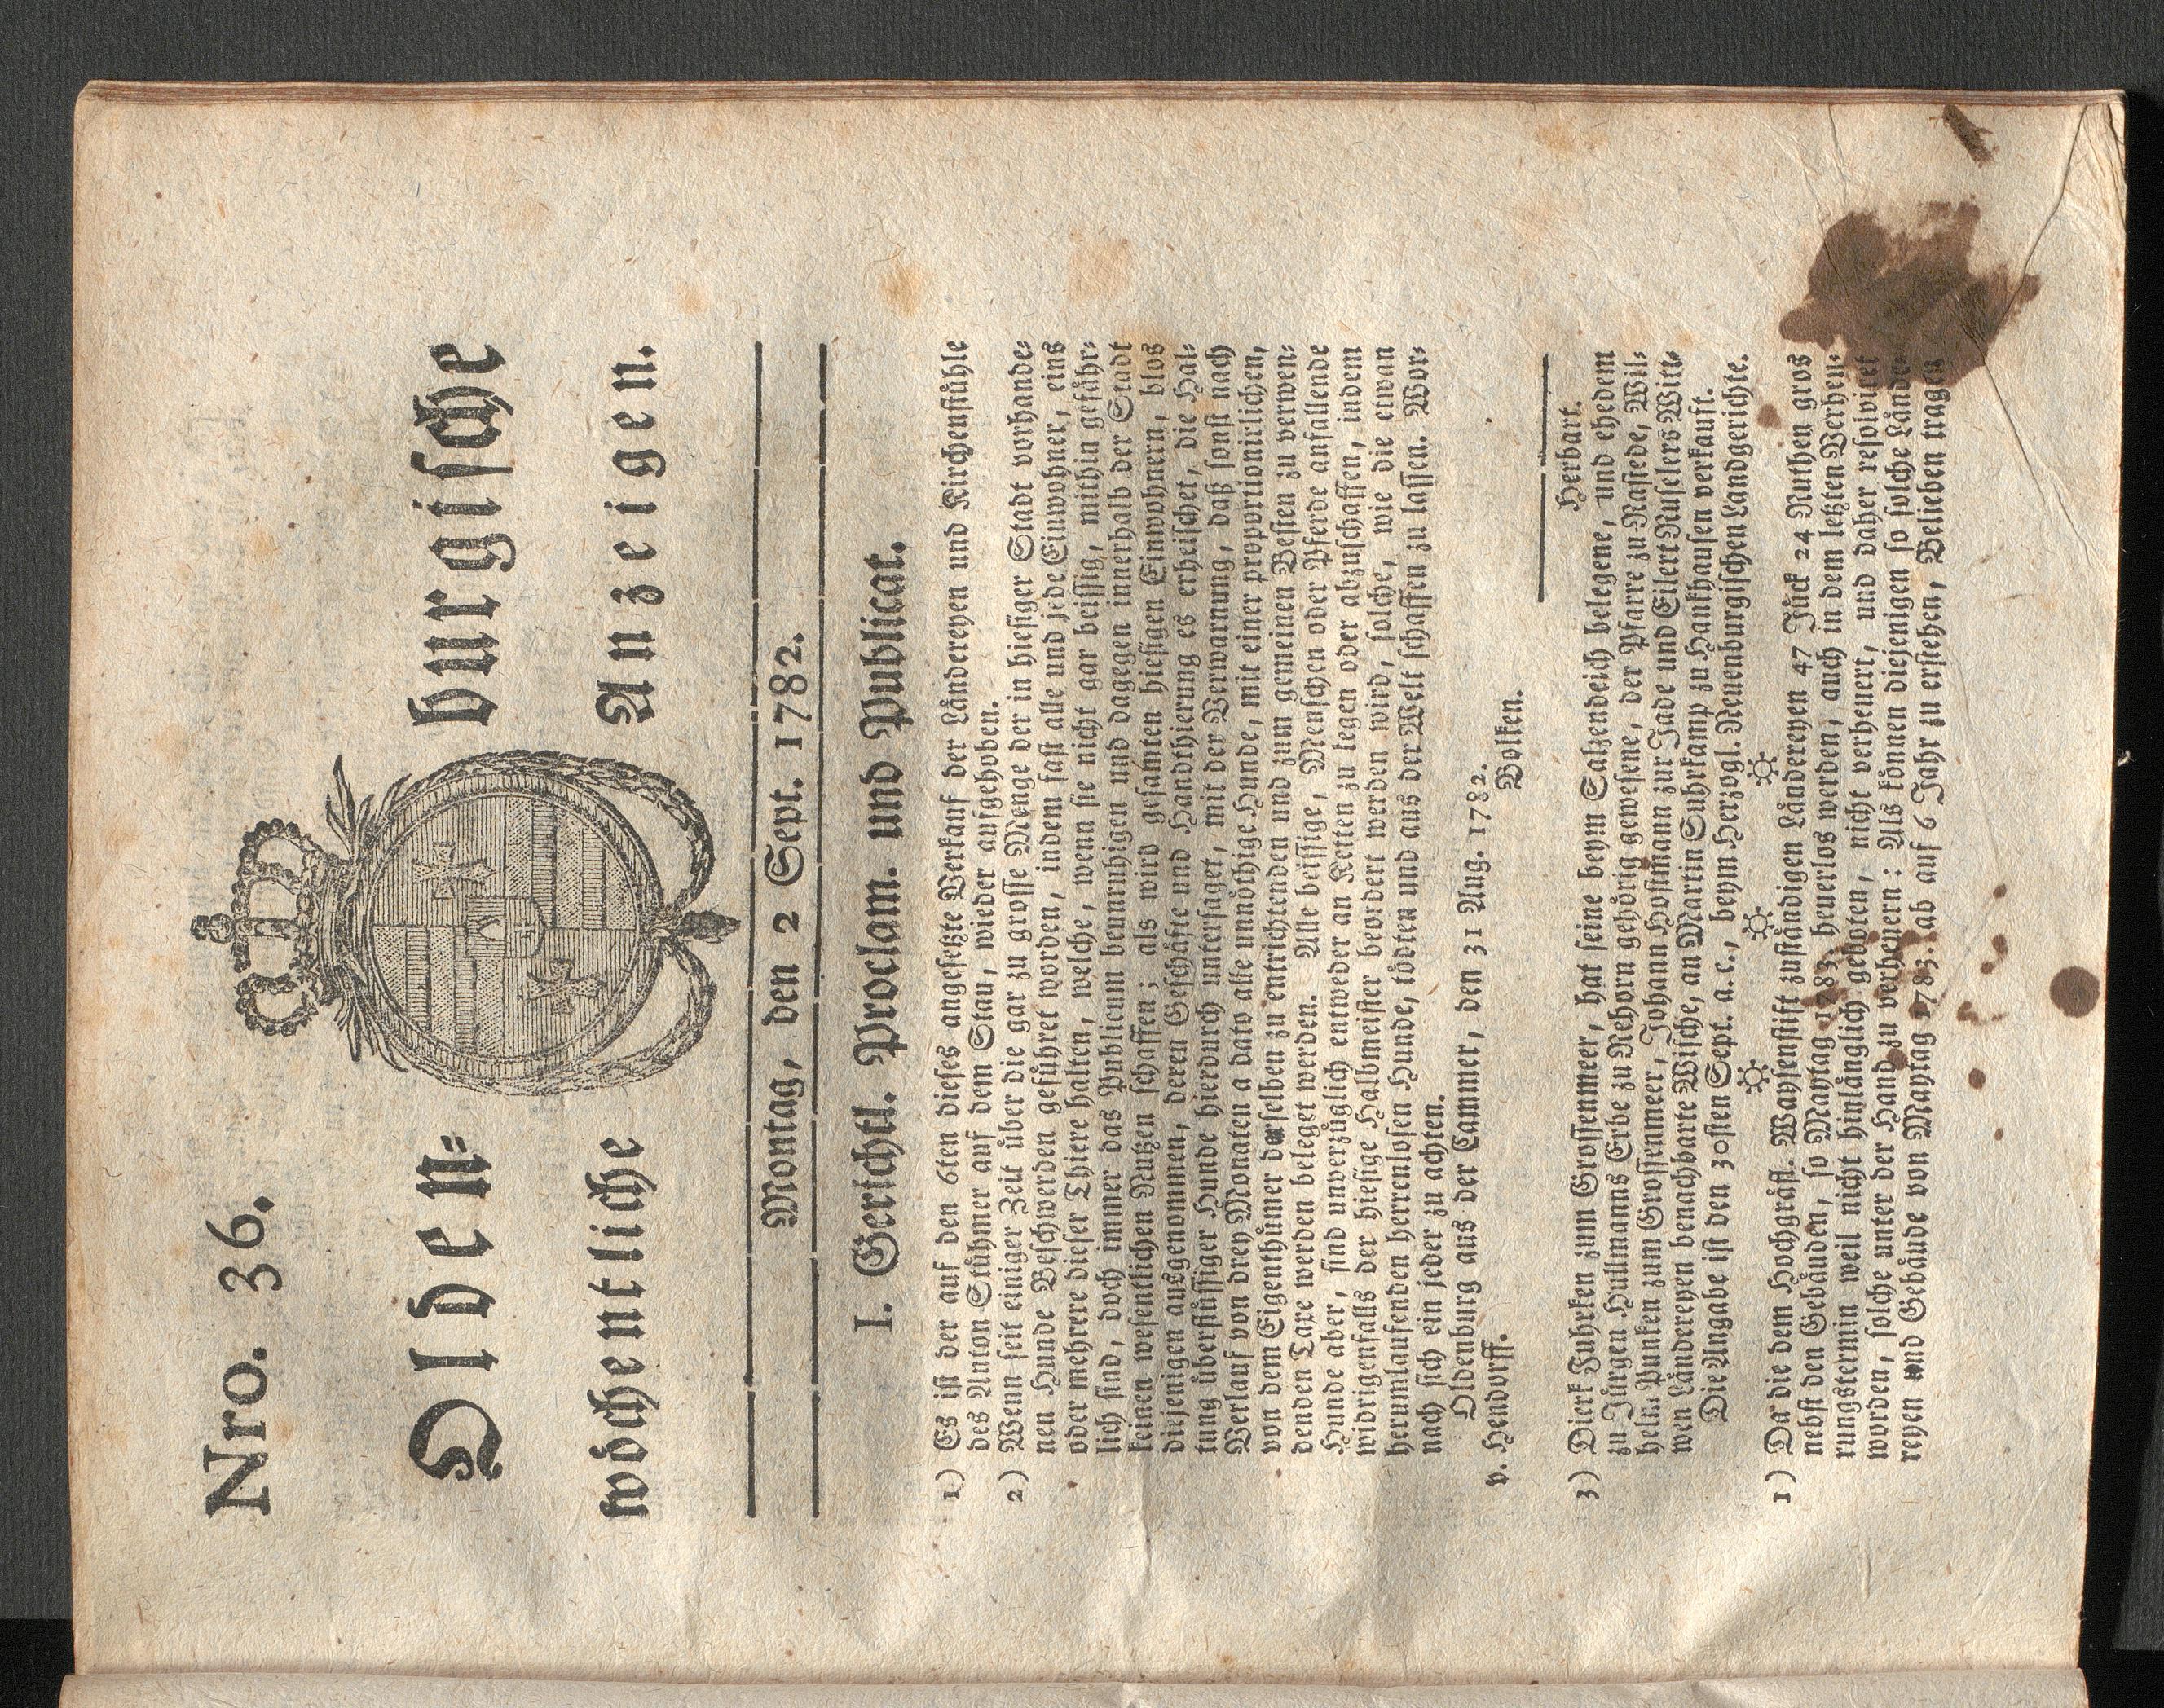 Nro. 36.
Olden⸗ burgische
wöchentliche Anzeigen.
Montag, den 2 Sept. 1782.
I. Gerichtl. Proclam. und Publicat.
1) Es ist der auf den 6ten dieses angesetzte Verkauf der Ländereyen und Kirchenstühle
des Anton Stühmer auf dem Stau, wieder aufgehoben.
2) Wenn seit einiger Zeit über die gar zu grosse Menge der in hiesiger Stadt vorhande⸗
nen Hunde Beschwerden geführet worden, indem fast alle und jede Einwohner, eins
oder mehrere dieser Thiere halten, welche, wenn sie nicht gar beissig, mithin gefähr⸗
lich sind, doch immer das Publicum beunruhigen und dagegen innerhalb der Stadt
keinen wesentlichen Nutzen schaffen; als wird gesamten hiesigen Einwohnern, blos
diejenigen ausgenommen, deren Geschäfte und Handthierung es erheischet, die Hal⸗
tung überflüssiger Hunde hierdurch untersaget, mit der Verwarnung, daß sonst nach
Verlauf von drey Monaten a dato alle unnöthige Hunde, mit einer proportionirlichen,
von dem Eigenthümer derselben zu entrichtenden und zum gemeinen Besten zu verwen⸗
denden Taxe werden beleget werden. Alle beissige, Menschen oder Pferde anfallende
Hunde aber, sind unverzüglich entweder an Ketten zu legen oder abzuschaffen, indem
widrigenfalls der hiesige Halbmeister beordert werden wird, solche, wie die etwan
herumlaufenden herrenlosen Hunde, tödten und aus der Welt schaffen zu lassen. Wor⸗
nach sich ein jeder zu achten.
Oldenburg aus der Cammer, den 31 Aug. 1782.
v. Hendorff. Wolken.
Herbart.
3) Dierk Fuhrken zum Grossenmeer, hat seine beym Salzendeich belegene, und ehedem
zu Jürgen Hullmanns Erbe zu Rehorn gehörig gewesene, der Pfarre zu Rastede, Wil⸗
helm Punken zum Grossenmeer, Johann Hostmann zur Jade und Eilert Ruselers Witt⸗
wen Länderenen benachbarte Wische, an Martin Suhrkamp zu Hankhausen verkauft.
Die Angabe ist den 30sten Sept. a. c., beym Herzogl. Neuenburgischen Landgerichte.
1) Da die dem Hochgräfl. Waysenstift zuständigen Länderenen 47 Jück 24 Ruthen gros
nebst den Gebäuden, so Maytag 1783. heuerlos werden, auch in dem letzten Verheu⸗
rungstermin weil nicht hinlänglich geboten, nicht verheuert, und daher resolviret
worden, solche unter der Hand zu verheuern: Als können diejenigen so solche Lände⸗
reyen und Gebäude von Maytag 1783. ab auf 6 Jahr zu erstehen, Belieben tragen